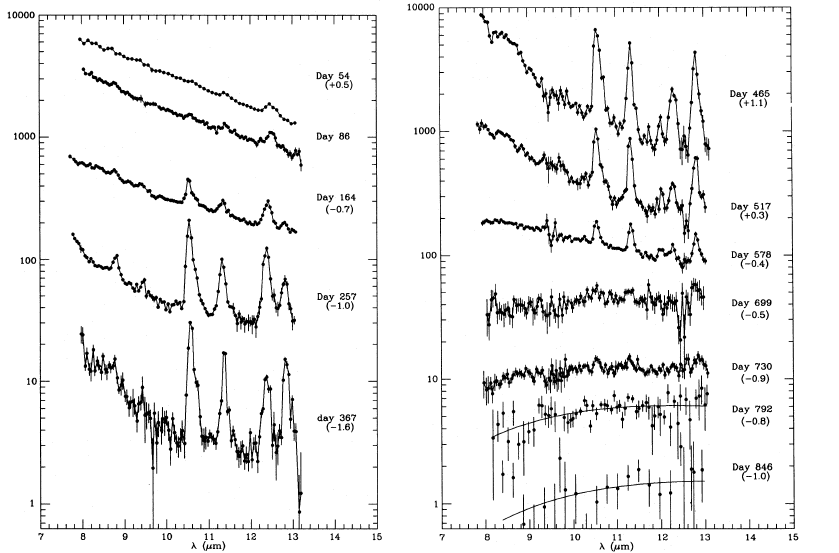 10000
1000
100
10
1
Day 54
(+0.5)
Day 86
Day 164
(−0.7)
Day 257
(−1.0)
day 367
(−1.6)
7 8 9 10 11 12 13 14 15
λ (μm)
10000
1000
100
10
1
Day 465
(+1.1)
Day 517
(+0.3)
Day 578
(−0.4)
Day 699
(−0.5)
Day 730
(−0.9)
Day 792
(−0.8)
Day 846
(−1.0)
7 8 9 10 11 12 13 14 15
λ (μm)